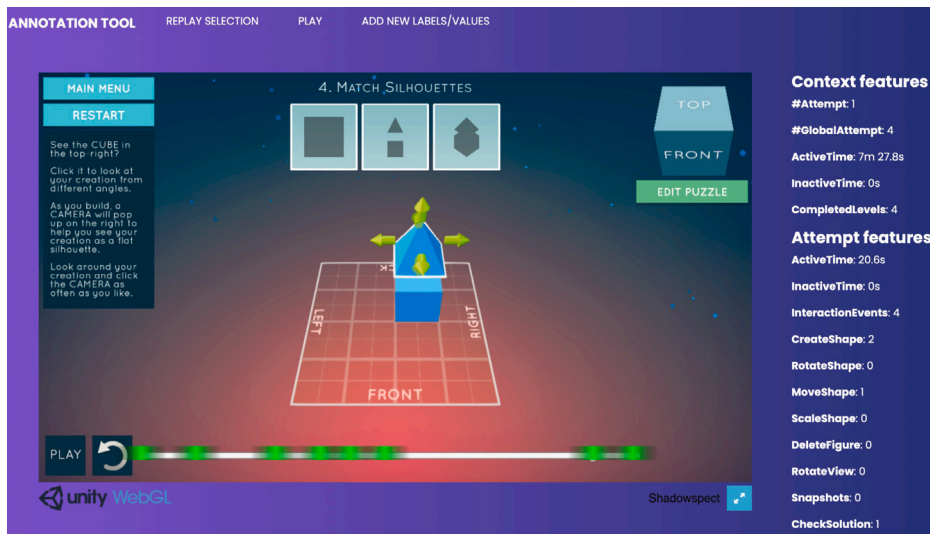 ANNOTATION TOOL
REPLAY SELECTION
PLAY
ADD NEW LABELS/VALUES
MAIN MENU
RESTART
See the CUBE in
the top-right?
Click it to look at
your creation from
different angles.
As you build, a
CAMERA will pop
up on the right to
help you see your
creation as a flat
silhouette.
Look around your
creation and click
the CAMERA as
often as you like.
4. MATCH SILHOUETTES
TOP
FRONT
EDIT PUZZLE
LEFT
RIGHT
FRONT
PLAY
unity WebGL
Shadowspect
Context features
#Attempt: 1
#GlobalAttempt: 4
ActiveTime: 7m 27.8s
InactiveTime: 0s
CompletedLevels: 4
Attempt features
ActiveTime: 20.6s
InactiveTime: 0s
InteractionEvents: 4
CreateShape: 2
RotateShape: 0
MoveShape: 1
ScaleShape: 0
DeleteFigure: 0
RotateView: 0
Snapshots: 0
CheckSolution: 1